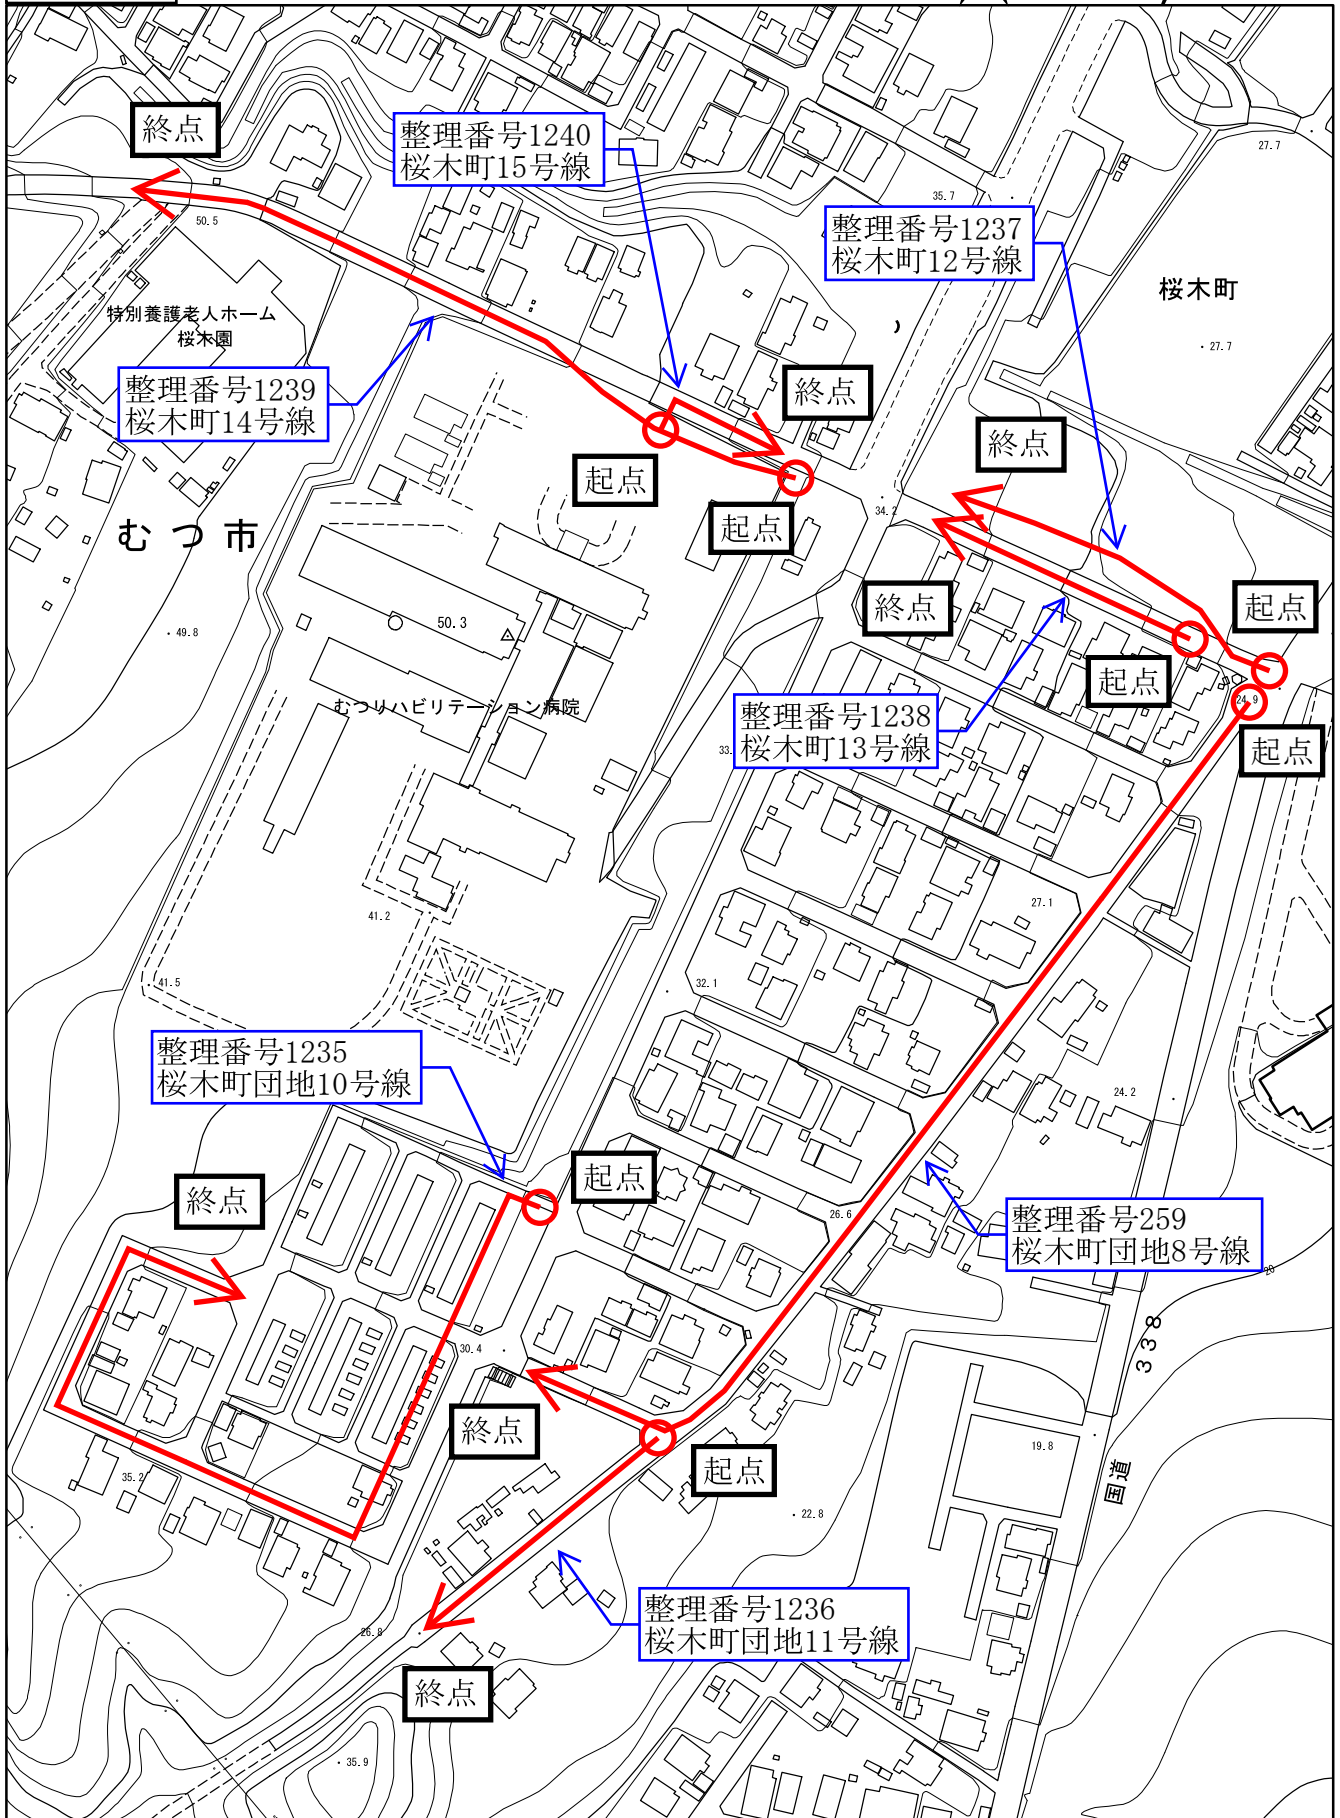 終点
整理番号1240
桜木町15号線
27.7
35.7
50.5
整理番号1237
桜木町12号線
桜木町
特別養護老人ホーム
桜木園
27.7
整理番号1239
桜木町14号線
終点
終点
起点
起点
34.2
むつ市
終点
起点
50.3
49.8
起点
むつリハビリテーション病院
整理番号1238
桜木町13号線
24.9
起点
33.
27.1
41.2
41.5
32.1
整理番号1235
桜木町団地10号線
24.2
起点
終点
26.6
整理番号259
桜木町団地8号線
20
338
30.4
終点
19.8
起点
35.2
国道
22.8
整理番号1236
桜木町団地11号線
26.8
終点
35.9